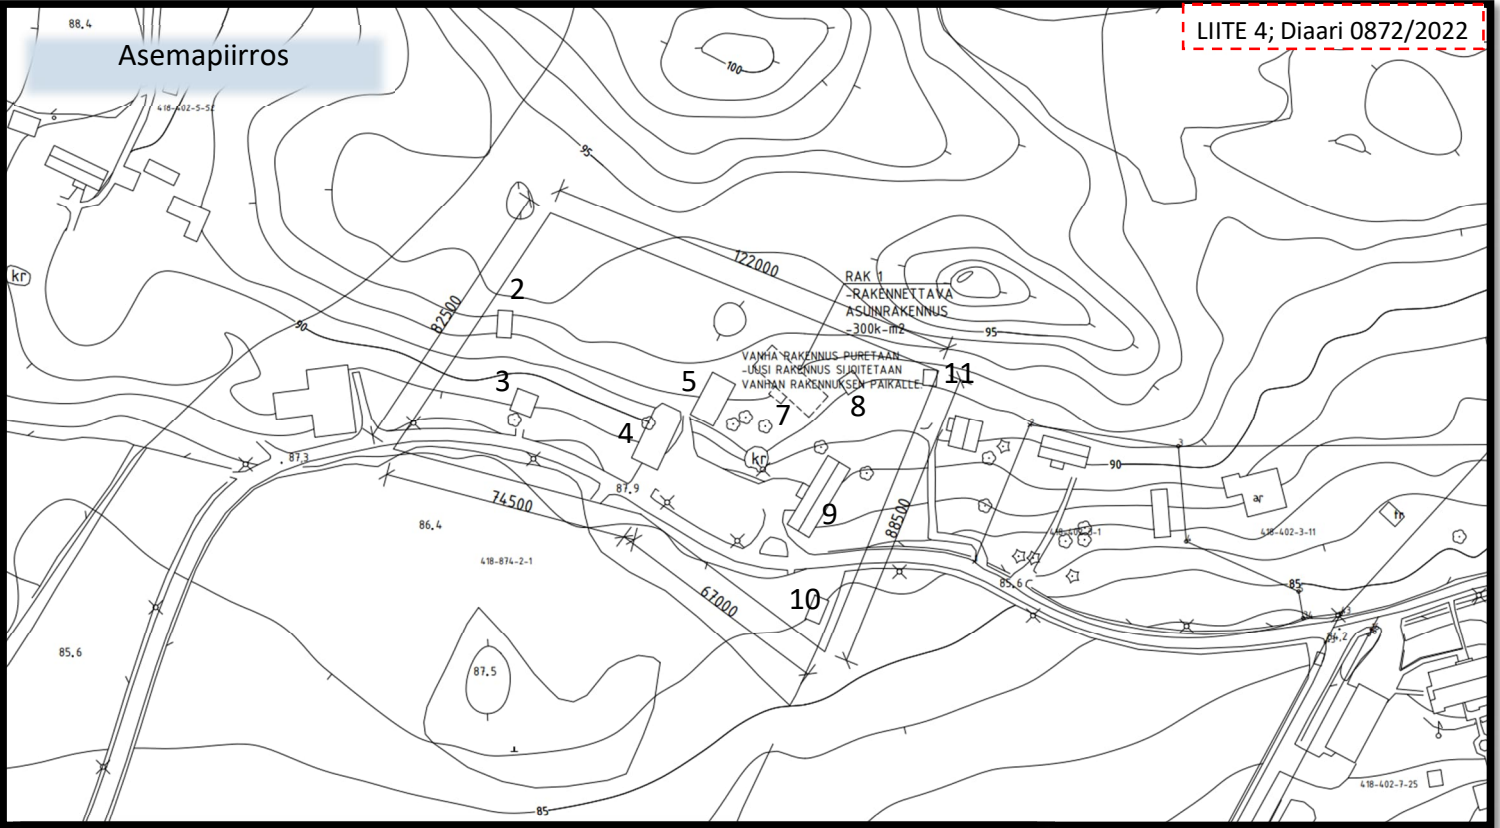 LIITE 4; Diaari 0872/2022
88.4
Asemapiirros
100
418-402-5-52
95
kr
122000
RAK 1
-RAKENNETTAVA
ASUINRAKENNUS
-300k-m2
2
82500
90
95
VANHA RAKENNUS PURETAAN
-UUSI RAKENNUS SIJOITETAAN
VANHAN RAKENNUKSEN PAIKALLE.
3
5
11
7
8
4
2
3
kr
87.3
90
87.9
74500
ar
9
88500
tr
86.4
418-402-3-1
418-402-3-11
418-874-2-1
85.6
85
10
67000
85.6
87.5
418-402-7-25
85